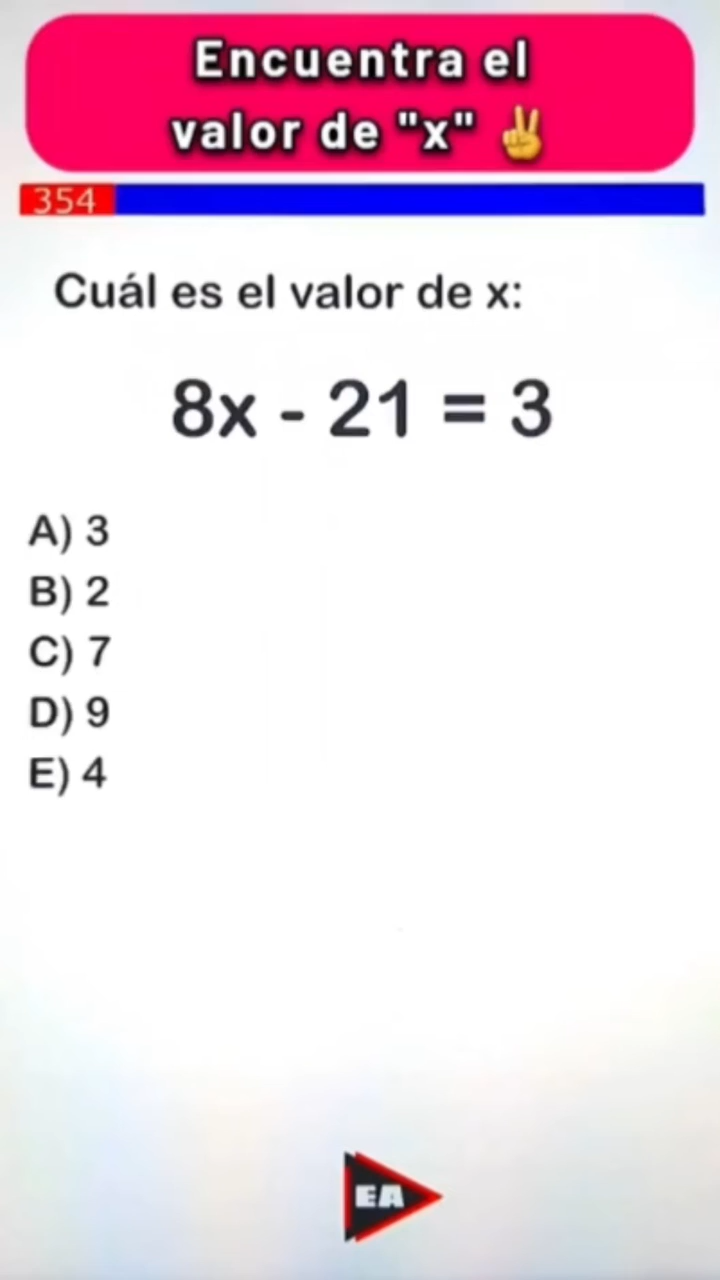 Encuentra el
valor de "x" ✌
354
Cuál es el valor de x:
8x - 21 = 3
A) 3
B) 2
C) 7
D) 9
E) 4
EA